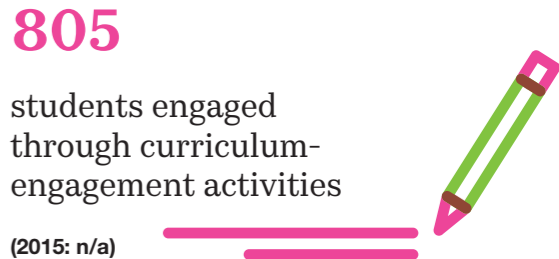 805
students engaged
through curriculum-
engagement activities
(2015: n/a)